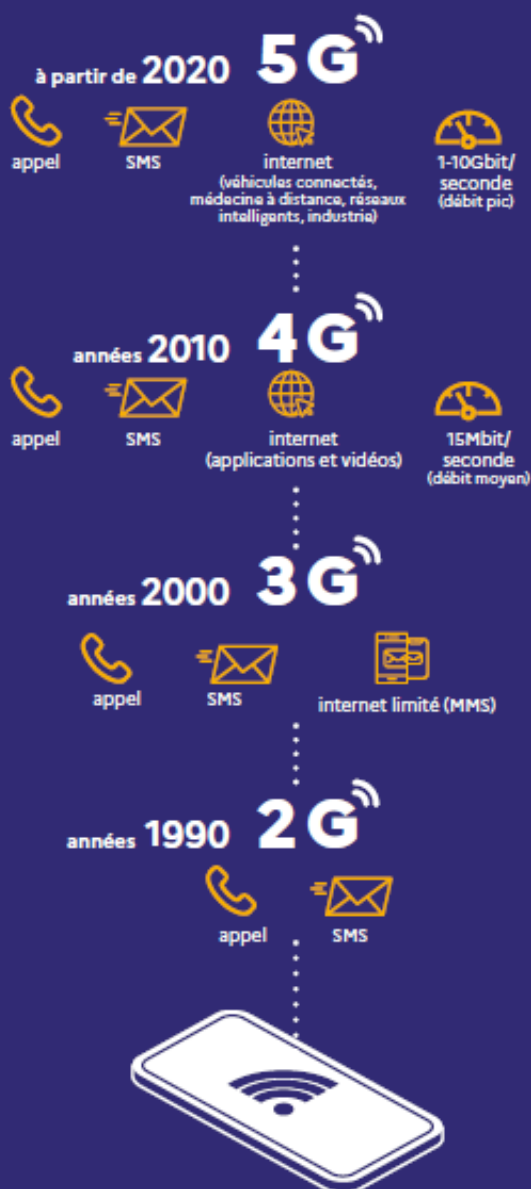 à partir de 2020 5G
appel
SMS
internet
(véhicules connectés,
médecine à distance, réseaux
intelligents, industrie)
1-10Gbit/
seconde
(débit pic)
années 2010 4G
appel
SMS
internet
(applications et vidéos)
15Mbit/
seconde
(débit moyen)
années 2000 3G
appel
SMS
internet limité (MMS)
années 1990 2G
appel
SMS